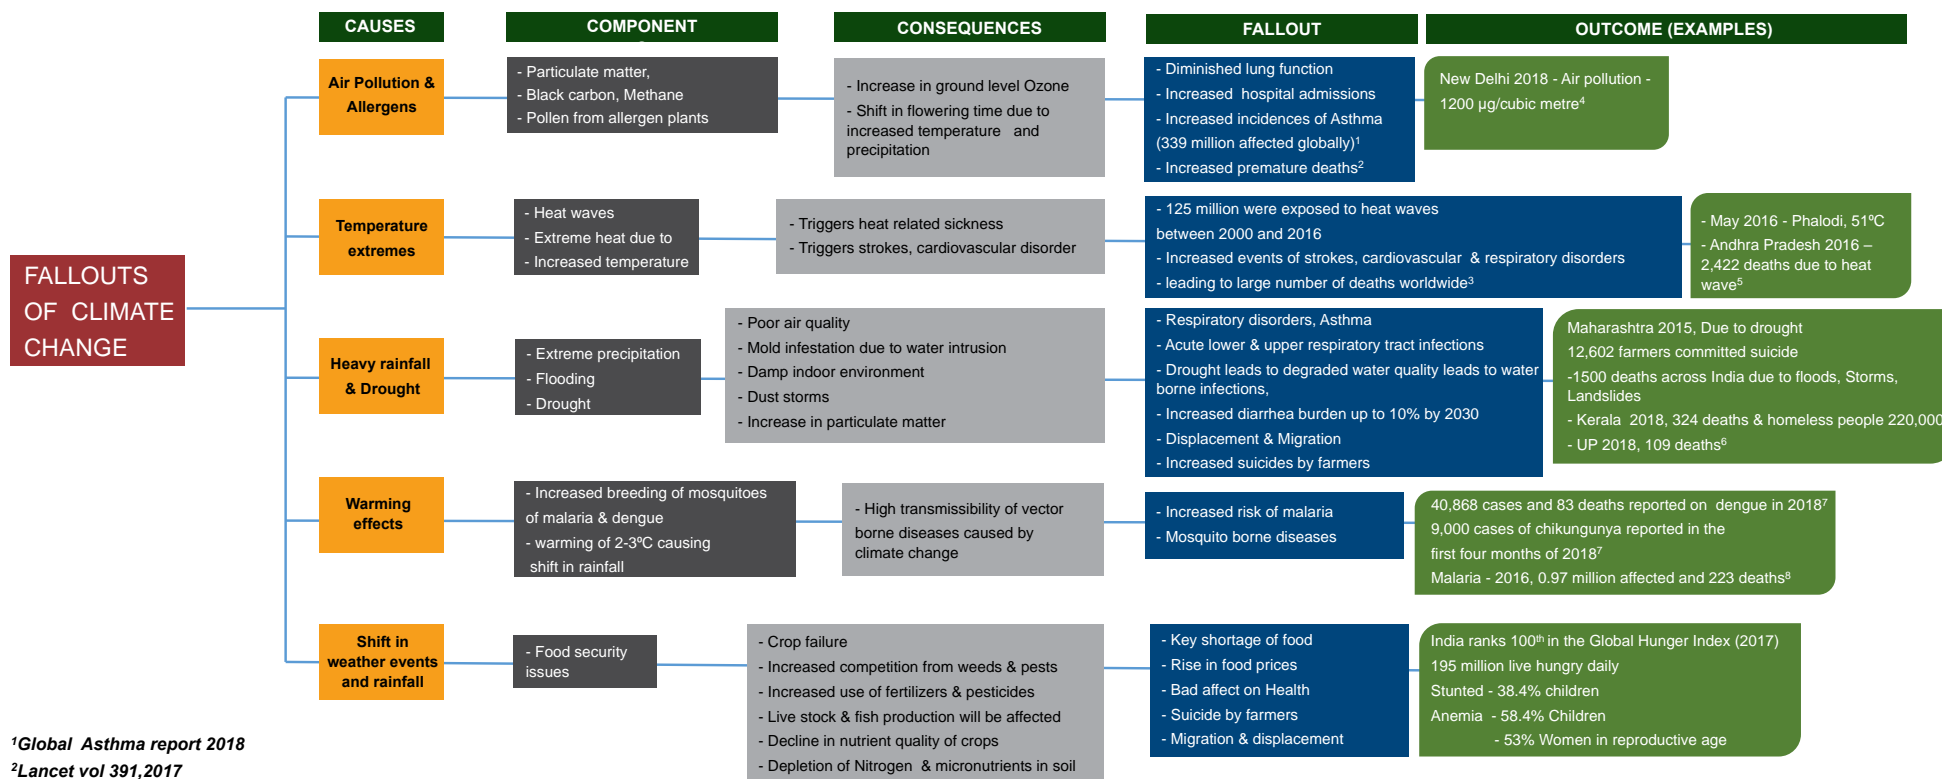 CAUSES
COMPONENT
CONSEQUENCES
FALLOUT
OUTCOME (EXAMPLES)
FALLOUTS
OF CLIMATE
CHANGE
Air Pollution &
Allergens
- Particulate matter,
- Black carbon, Methane
- Pollen from allergen plants
- Increase in ground level Ozone
- Shift in flowering time due to
increased temperature and
precipitation
- Diminished lung function
- Increased hospital admissions
- Increased incidences of Asthma
(339 million affected globally)¹
- Increased premature deaths²
New Delhi 2018 - Air pollution -
1200 µg/cubic metre⁴
Temperature
extremes
- Heat waves
- Extreme heat due to
- Increased temperature
- Triggers heat related sickness
- Triggers strokes, cardiovascular disorder
- 125 million were exposed to heat waves
between 2000 and 2016
- Increased events of strokes, cardiovascular & respiratory disorders
- leading to large number of deaths worldwide³
- May 2016 - Phalodi, 51ºC
- Andhra Pradesh 2016 –
2,422 deaths due to heat
wave⁵
Heavy rainfall
& Drought
- Extreme precipitation
- Flooding
- Drought
- Poor air quality
- Mold infestation due to water intrusion
- Damp indoor environment
- Dust storms
- Increase in particulate matter
- Respiratory disorders, Asthma
- Acute lower & upper respiratory tract infections
- Drought leads to degraded water quality leads to water
borne infections,
- Increased diarrhea burden up to 10% by 2030
- Displacement & Migration
- Increased suicides by farmers
Maharashtra 2015, Due to drought
12,602 farmers committed suicide
-1500 deaths across India due to floods, Storms,
Landslides
- Kerala 2018, 324 deaths & homeless people 220,000
- UP 2018, 109 deaths⁶
Warming
effects
- Increased breeding of mosquitoes
of malaria & dengue
- warming of 2-3ºC causing
shift in rainfall
- High transmissibility of vector
borne diseases caused by
climate change
- Increased risk of malaria
- Mosquito borne diseases
40,868 cases and 83 deaths reported on dengue in 2018⁷
9,000 cases of chikungunya reported in the
first four months of 2018⁷
Malaria - 2016, 0.97 million affected and 223 deaths⁸
Shift in
weather events
and rainfall
- Food security
issues
- Crop failure
- Increased competition from weeds & pests
- Increased use of fertilizers & pesticides
- Live stock & fish production will be affected
- Decline in nutrient quality of crops
- Depletion of Nitrogen & micronutrients in soil
- Key shortage of food
- Rise in food prices
- Bad affect on Health
- Suicide by farmers
- Migration & displacement
India ranks 100th in the Global Hunger Index (2017)
195 million live hungry daily
Stunted - 38.4% children
Anemia - 58.4% Children
- 53% Women in reproductive age
¹Global Asthma report 2018
²Lancet vol 391,2017